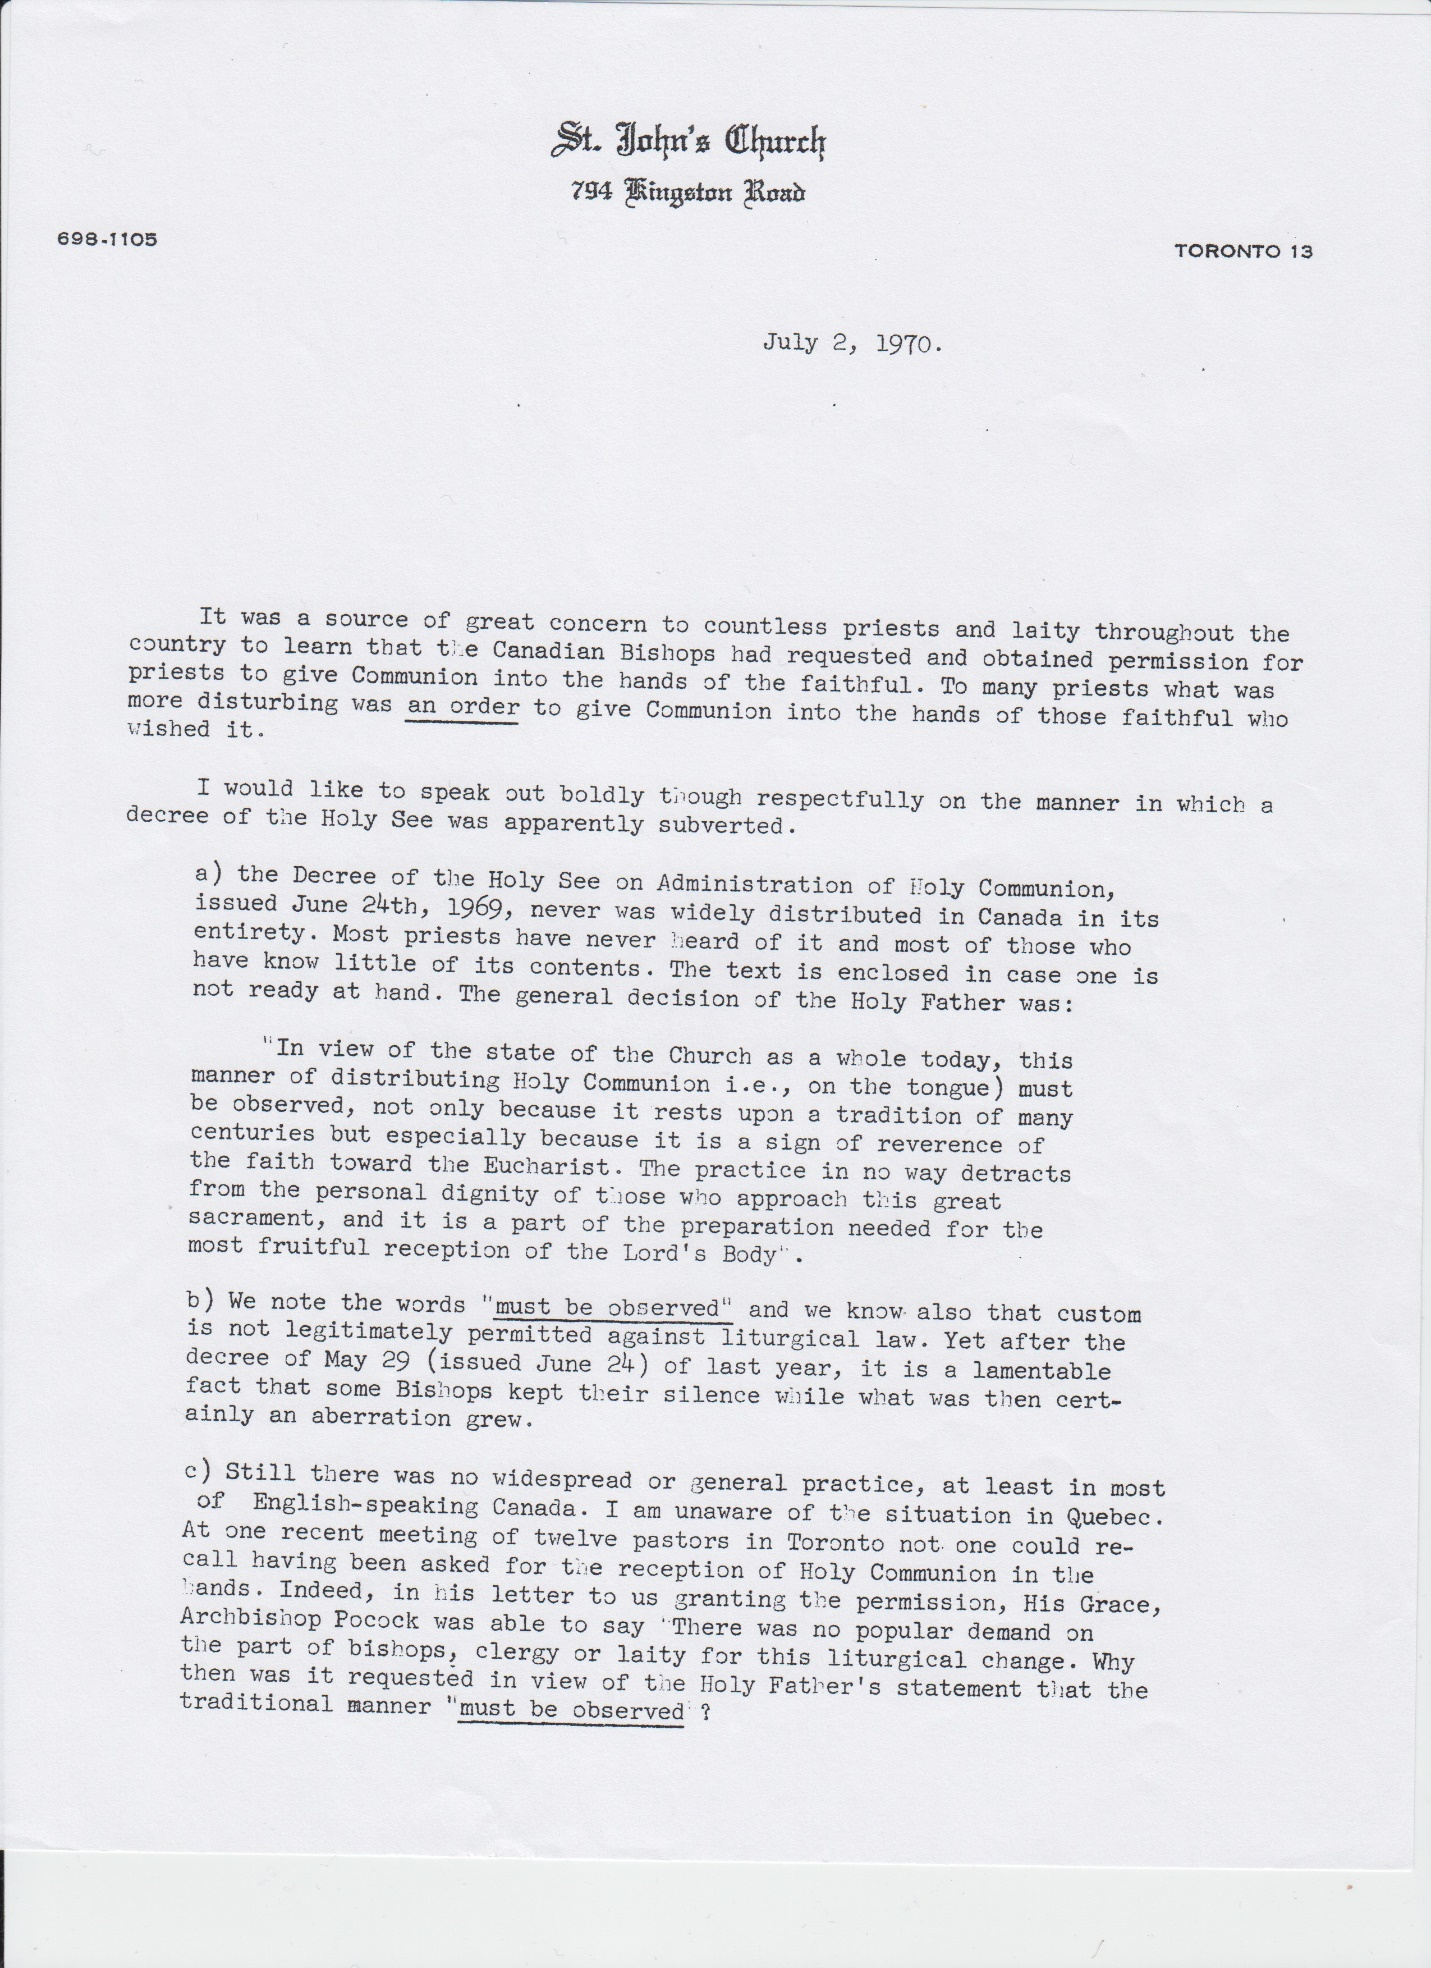 St. John's Church
794 Kingston Road
698-1105
TORONTO 13
July 2, 1970.
It was a source of great concern to countless priests and laity throughout the
country to learn that the Canadian Bishops had requested and obtained permission for
priests to give Communion into the hands of the faithful. To many priests what was
more disturbing was an order to give Communion into the hands of those faithful who
wished it.
I would like to speak out boldly though respectfully on the manner in which a
decree of the Holy See was apparently subverted.
a) the Decree of the Holy See on Administration of Holy Communion,
issued June 24th, 1969, never was widely distributed in Canada in its
entirety. Most priests have never heard of it and most of those who
have know little of its contents. The text is enclosed in case one is
not ready at hand. The general decision of the Holy Father was:
"In view of the state of the Church as a whole today, this
manner of distributing Holy Communion i.e., on the tongue) must
be observed, not only because it rests upon a tradition of many
centuries but especially because it is a sign of reverence of
the faith toward the Eucharist. The practice in no way detracts
from the personal dignity of those who approach this great
sacrament, and it is a part of the preparation needed for the
most fruitful reception of the Lord's Body".
b) We note the words "must be observed" and we know also that custom
is not legitimately permitted against liturgical law. Yet after the
decree of May 29 (issued June 24) of last year, it is a lamentable
fact that some Bishops kept their silence while what was then cert-
ainly an aberration grew.
c) Still there was no widespread or general practice, at least in most
of English-speaking Canada. I am unaware of the situation in Quebec.
At one recent meeting of twelve pastors in Toronto not one could re-
call having been asked for the reception of Holy Communion in the
hands. Indeed, in his letter to us granting the permission, His Grace,
Archbishop Pocock was able to say "There was no popular demand on
the part of bishops, clergy or laity for this liturgical change. Why
then was it requested in view of the Holy Father's statement that the
traditional manner "must be observed"?